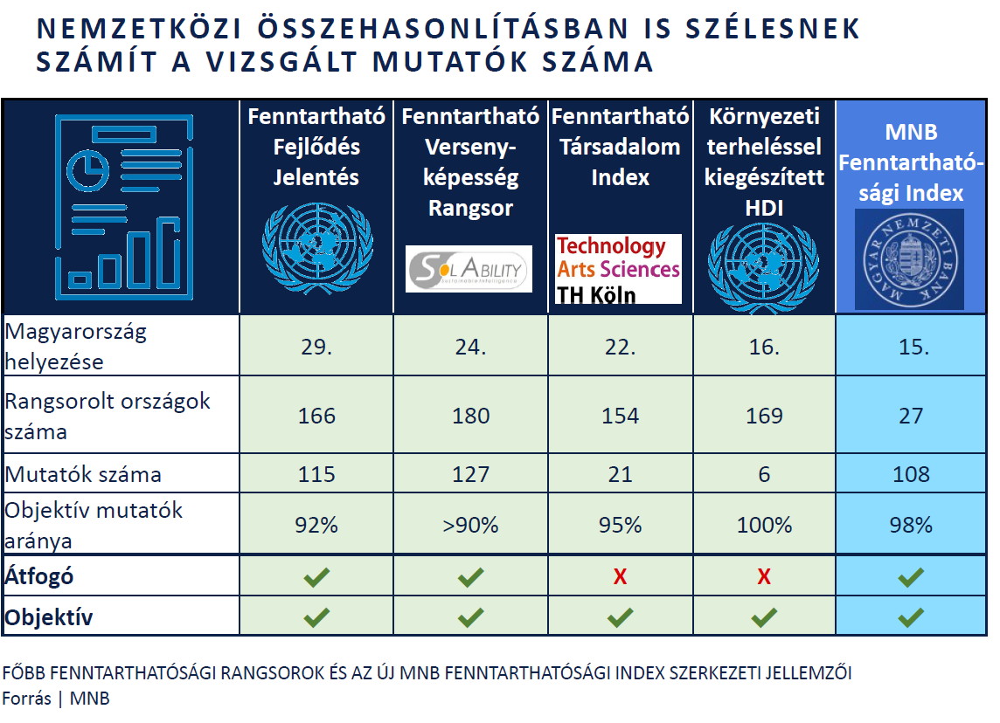 NEMZETKÖZI ÖSSZEHASONLÍTÁSBAN IS SZÉLESNEK
SZÁMÍT A VIZSGÁLT MUTATÓK SZÁMA
Fenntartható
Fejlődés
Jelentés
Fenntartható
Verseny-
képesség
Rangsor
SOLABILITY
sustainable intelligence
Fenntartható
Társadalom
Index
Technology
Arts Sciences
TH Köln
Környezeti
terheléssel
kiegészített
HDI
MNB
Fenntartható-
sági Index
MAGYAR NEMZETI BANK
Magyarország
helyezése
29.
24.
22.
16.
15.
Rangsorolt országok
száma
166
180
154
169
27
Mutatók száma
115
127
21
6
108
Objektív mutatók
aránya
92%
>90%
95%
100%
98%
Átfogó
X
X
Objektív
FŐBB FENNTARTHATÓSÁGI RANGSOROK ÉS AZ ÚJ MNB FENNTARTHATÓSÁGI INDEX SZERKEZETI JELLEMZŐI
Forrás | MNB